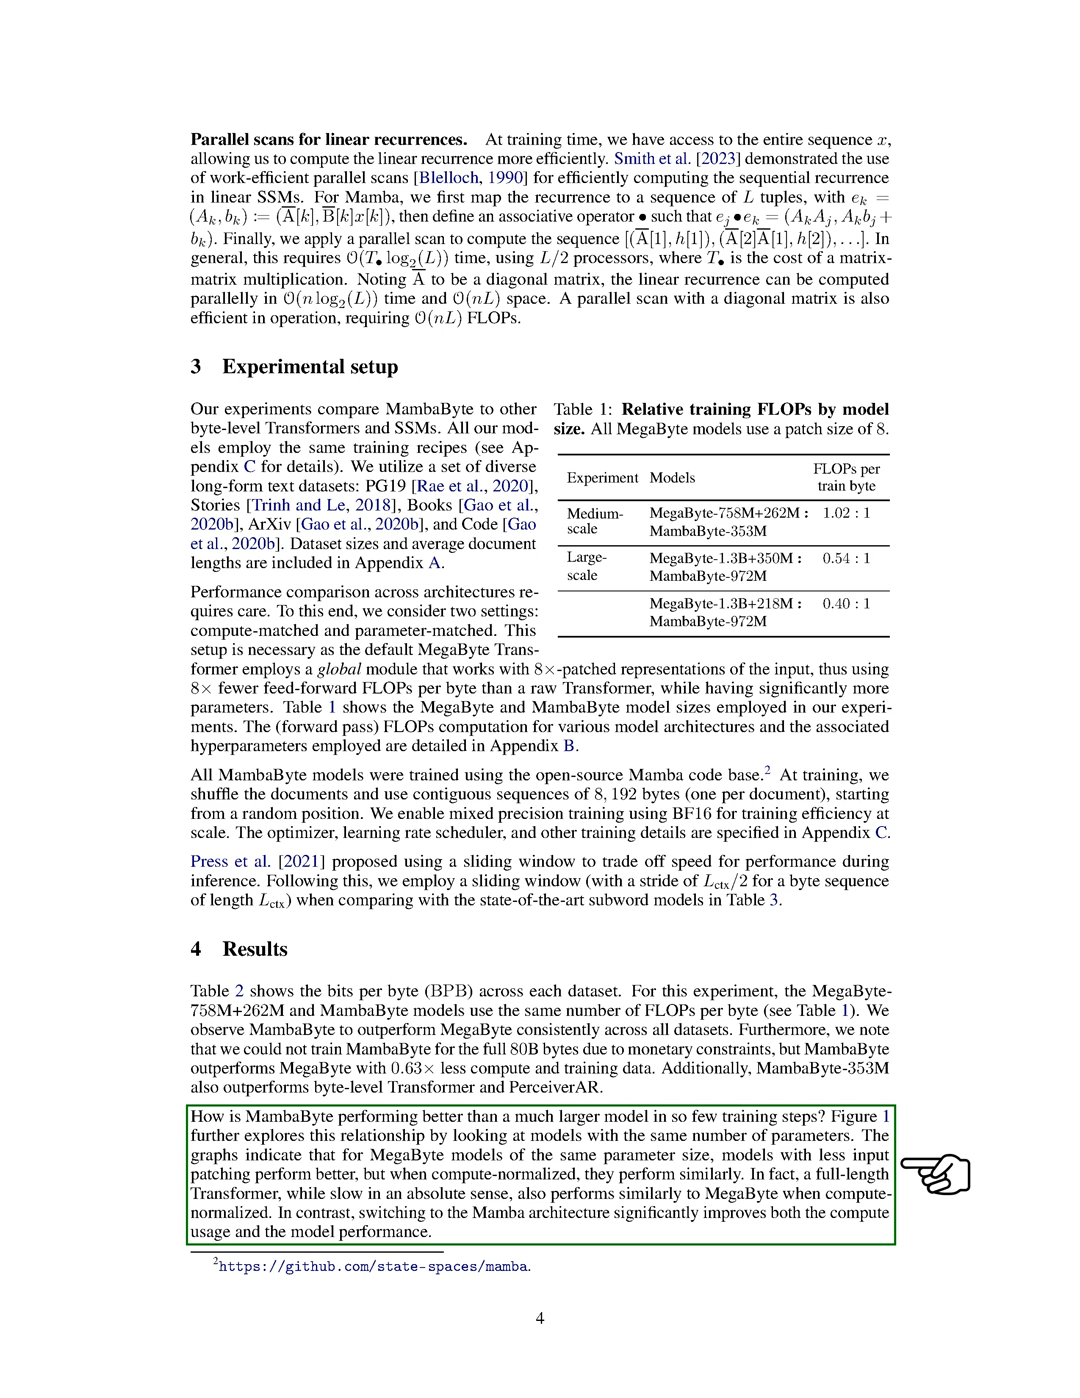 Parallel scans for linear recurrences. At training time, we have access to the entire sequence x,
allowing us to compute the linear recurrence more efficiently. Smith et al. [2023] demonstrated the use
of work-efficient parallel scans [Blelloch, 1990] for efficiently computing the sequential recurrence
in linear SSMs. For Mamba, we first map the recurrence to a sequence of L tuples, with e_k =
(A_k, b_k) := (A̅[k], B̅[k]x[k]), then define an associative operator • such that e_j • e_k = (A_kA_j, A_kb_j +
b_k). Finally, we apply a parallel scan to compute the sequence [(A̅[1], h[1]), (A̅[2]A̅[1], h[2]), . . .]. In
general, this requires O(T• log₂(L)) time, using L/2 processors, where T• is the cost of a matrix-
matrix multiplication. Noting A̅ to be a diagonal matrix, the linear recurrence can be computed
parallelly in O(n log₂(L)) time and O(nL) space. A parallel scan with a diagonal matrix is also
efficient in operation, requiring O(nL) FLOPs.
3 Experimental setup
Our experiments compare MambaByte to other
byte-level Transformers and SSMs. All our mod-
els employ the same training recipes (see Ap-
pendix C for details). We utilize a set of diverse
long-form text datasets: PG19 [Rae et al., 2020],
Stories [Trinh and Le, 2018], Books [Gao et al.,
2020b], ArXiv [Gao et al., 2020b], and Code [Gao
et al., 2020b]. Dataset sizes and average document
lengths are included in Appendix A.
Performance comparison across architectures re-
quires care. To this end, we consider two settings:
compute-matched and parameter-matched. This
setup is necessary as the default MegaByte Trans-
Table 1: Relative training FLOPs by model
size. All MegaByte models use a patch size of 8.
Experiment Models FLOPs per
train byte
Medium- MegaByte-758M+262M : 1.02 : 1
scale MambaByte-353M
Large- MegaByte-1.3B+350M : 0.54 : 1
scale MambaByte-972M
MegaByte-1.3B+218M : 0.40 : 1
MambaByte-972M
former employs a global module that works with 8×-patched representations of the input, thus using
8× fewer feed-forward FLOPs per byte than a raw Transformer, while having significantly more
parameters. Table 1 shows the MegaByte and MambaByte model sizes employed in our experi-
ments. The (forward pass) FLOPs computation for various model architectures and the associated
hyperparameters employed are detailed in Appendix B.
All MambaByte models were trained using the open-source Mamba code base.² At training, we
shuffle the documents and use contiguous sequences of 8, 192 bytes (one per document), starting
from a random position. We enable mixed precision training using BF16 for training efficiency at
scale. The optimizer, learning rate scheduler, and other training details are specified in Appendix C.
Press et al. [2021] proposed using a sliding window to trade off speed for performance during
inference. Following this, we employ a sliding window (with a stride of L_ctx/2 for a byte sequence
of length L_ctx) when comparing with the state-of-the-art subword models in Table 3.
4 Results
Table 2 shows the bits per byte (BPB) across each dataset. For this experiment, the MegaByte-
758M+262M and MambaByte models use the same number of FLOPs per byte (see Table 1). We
observe MambaByte to outperform MegaByte consistently across all datasets. Furthermore, we note
that we could not train MambaByte for the full 80B bytes due to monetary constraints, but MambaByte
outperforms MegaByte with 0.63× less compute and training data. Additionally, MambaByte-353M
also outperforms byte-level Transformer and PerceiverAR.
How is MambaByte performing better than a much larger model in so few training steps? Figure 1
further explores this relationship by looking at models with the same number of parameters. The
graphs indicate that for MegaByte models of the same parameter size, models with less input
patching perform better, but when compute-normalized, they perform similarly. In fact, a full-length
Transformer, while slow in an absolute sense, also performs similarly to MegaByte when compute-
normalized. In contrast, switching to the Mamba architecture significantly improves both the compute
usage and the model performance.
²https://github.com/state-spaces/mamba.
4